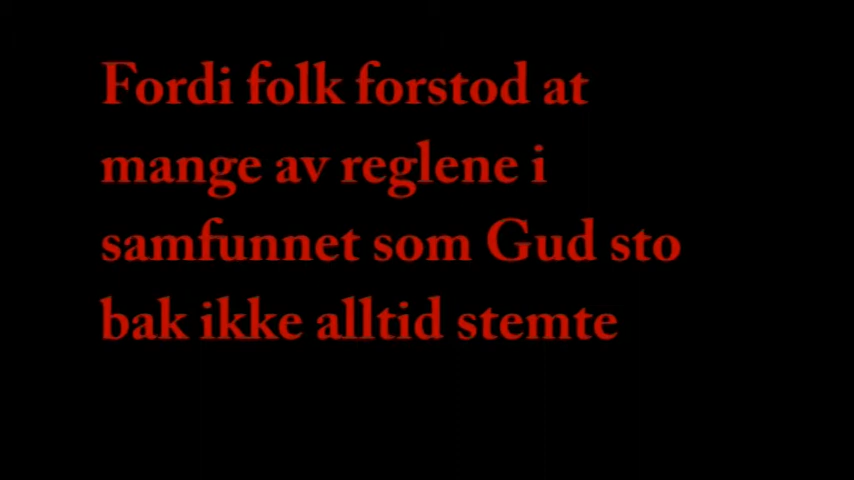 Fordi folk forstod at
mange av reglene i
samfunnet som Gud sto
bak ikke alltid stemte